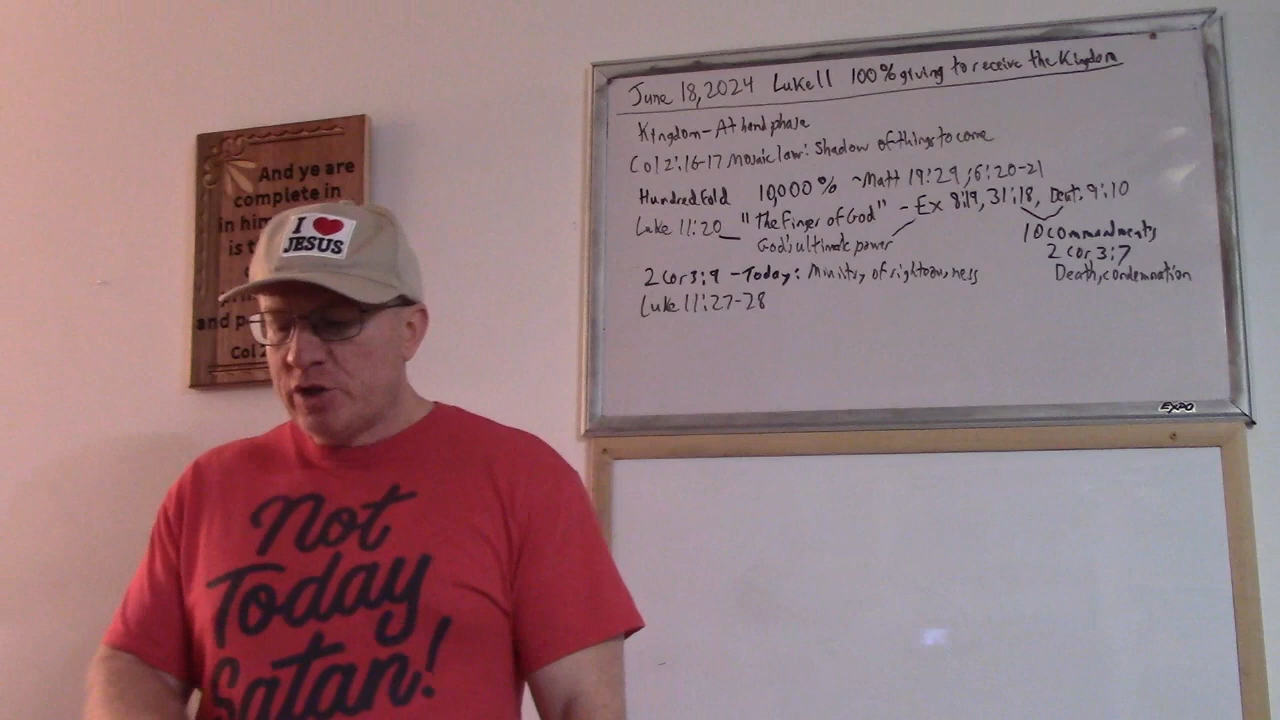 And ye are
complete in
in him
is t
and p
Col 2
I
JESUS
Not
Today
Satan!
June 18, 2024 Luke 11 100% giving to receive the Kingdom
Kingdom - At hand phase
Col 2:16-17 Mosaic law: Shadow of things to come
Hundredfold 10,000% ~Matt 19:29; 6:20-21
Luke 11:20 "the Finger of God" - Ex 8:19, 31:18, Deut. 9:10
God's ultimate power
10 commandments
2 Cor 3:7
Death, condemnation
2 Cor 3:9 - Today: Ministry of righteousness
Luke 11:27-28
EXPO